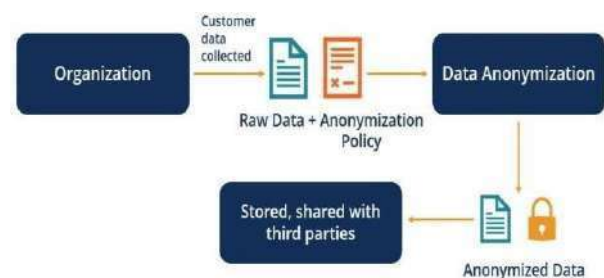 Customer
data
collected
Organization
Data Anonymization
Raw Data + Anonymization
Policy
Stored, shared with
third parties
Anonymized Data